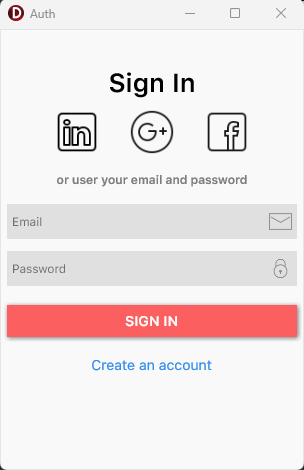 D Auth
Sign In
in G+ f
or user your email and password
Email
Password
SIGN IN
Create an account